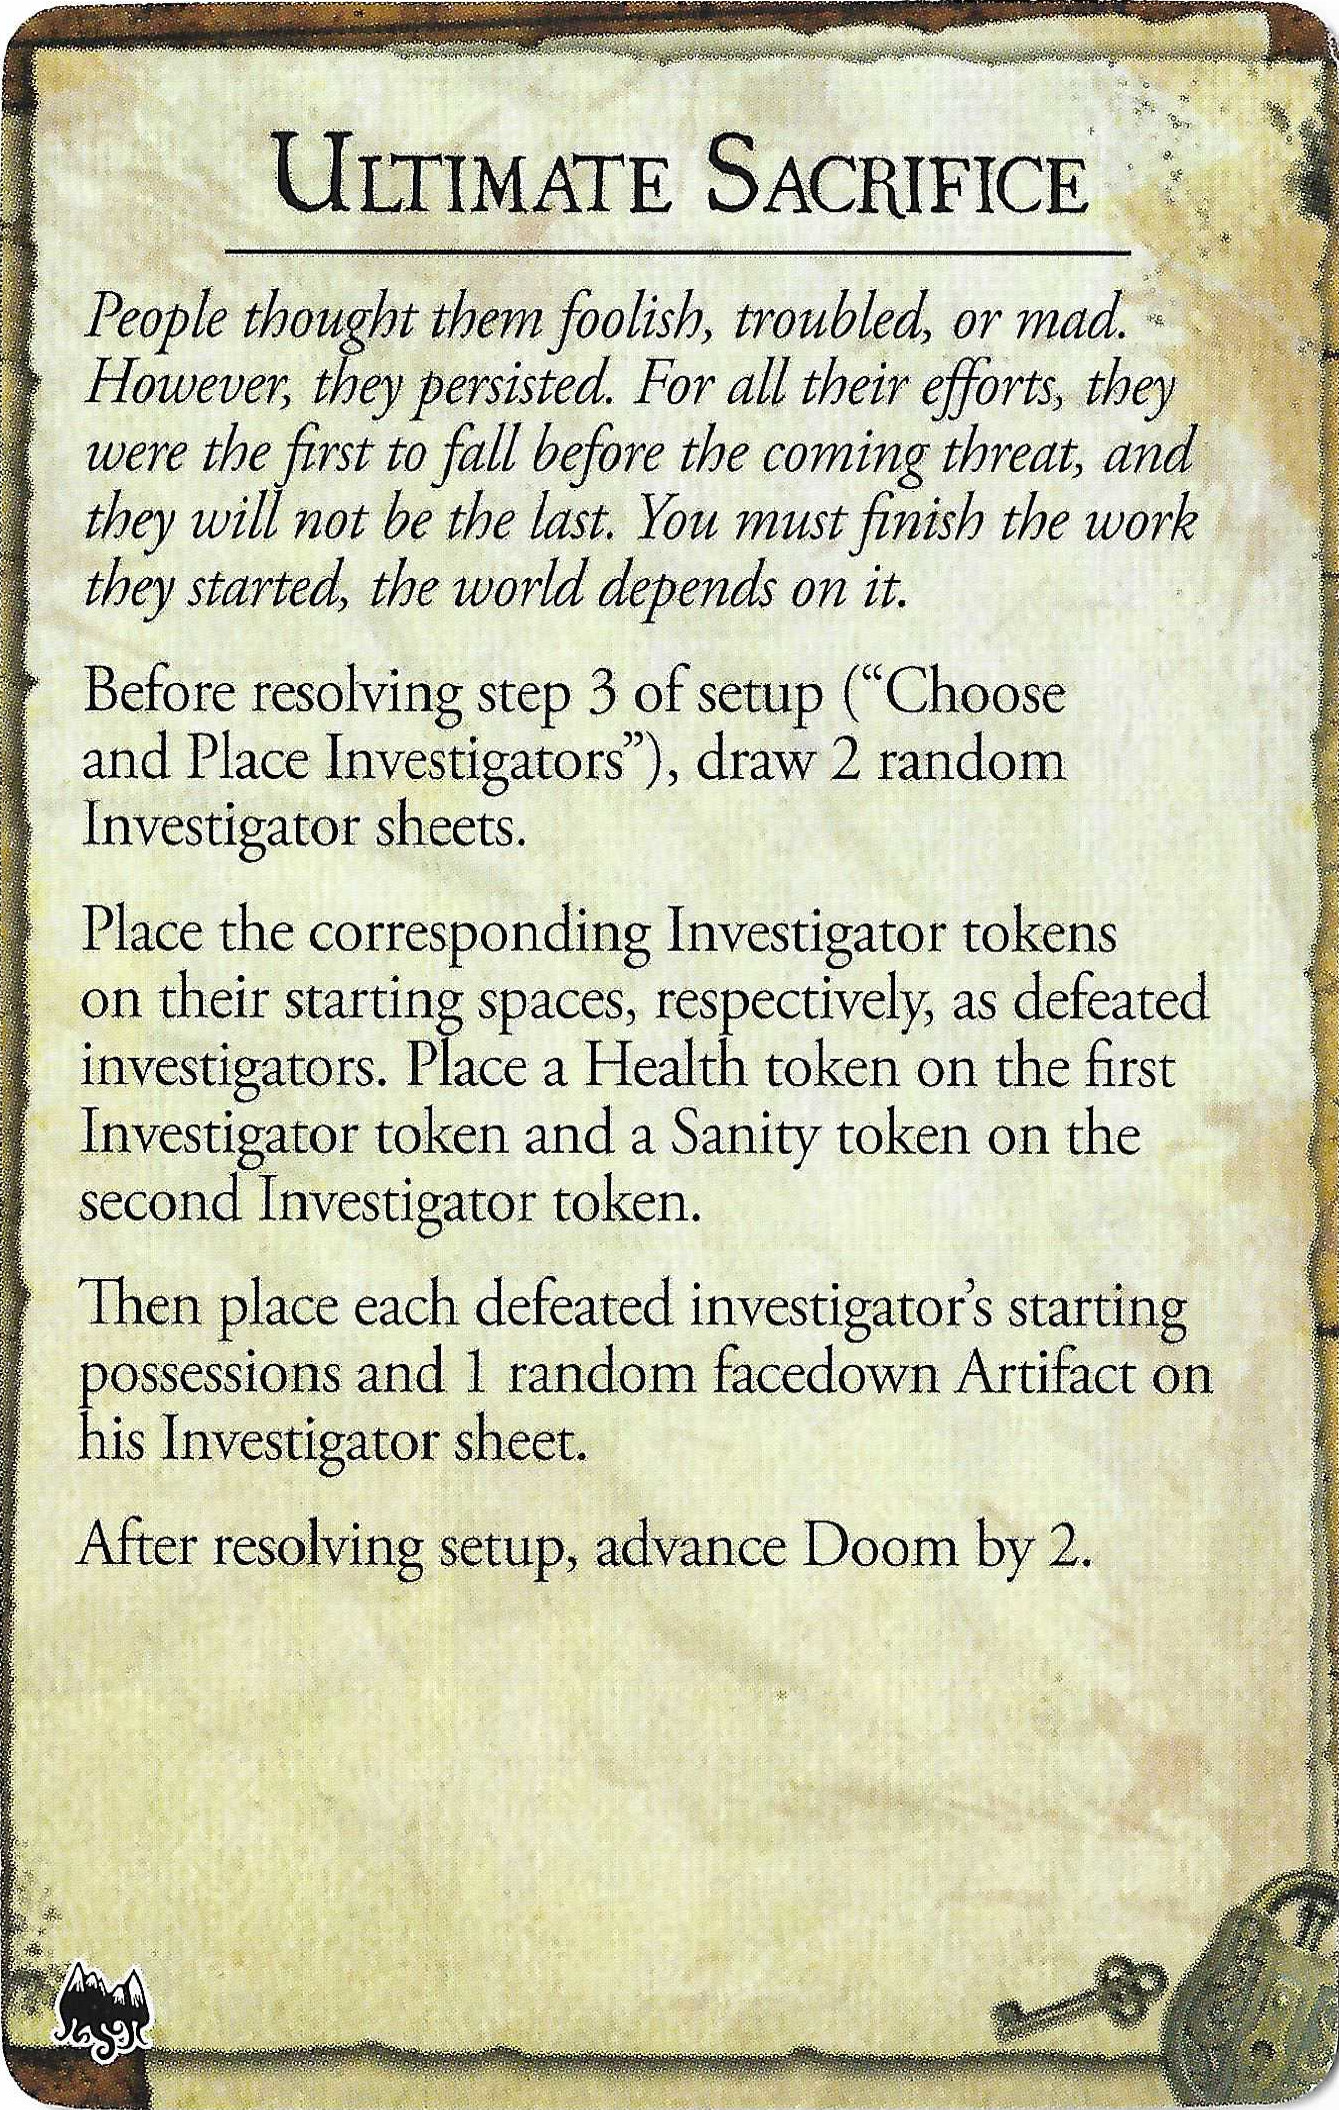 Ultimate Sacrifice
People thought them foolish, troubled, or mad.
However, they persisted. For all their efforts, they
were the first to fall before the coming threat, and
they will not be the last. You must finish the work
they started, the world depends on it.
Before resolving step 3 of setup (“Choose
and Place Investigators”), draw 2 random
Investigator sheets.
Place the corresponding Investigator tokens
on their starting spaces, respectively, as defeated
investigators. Place a Health token on the first
Investigator token and a Sanity token on the
second Investigator token.
Then place each defeated investigator’s starting
possessions and 1 random facedown Artifact on
his Investigator sheet.
After resolving setup, advance Doom by 2.